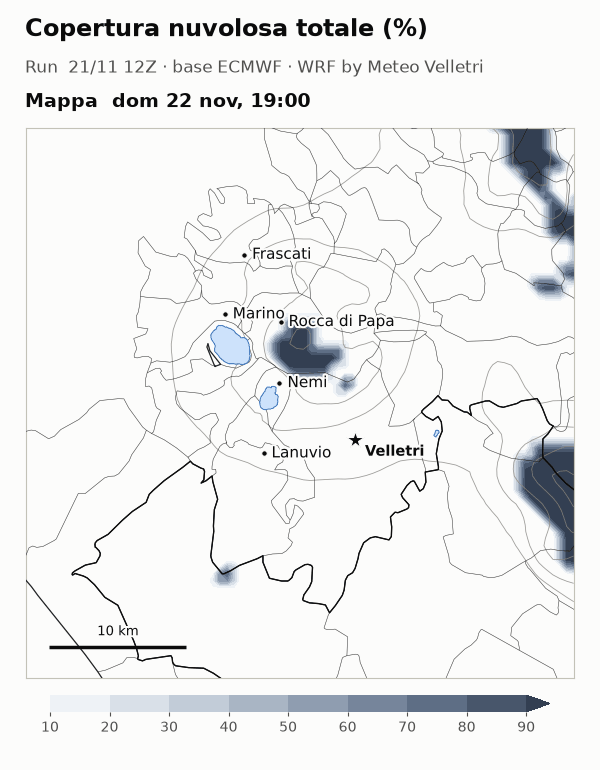 Copertura nuvolosa totale (%)
Run  21/11 12Z · base ECMWF · WRF by Meteo Velletri
Mappa  dom 22 nov, 19:00
Frascati
Marino
Rocca di Papa
Nemi
Velletri
Lanuvio
10 km
10 20 30 40 50 60 70 80 90